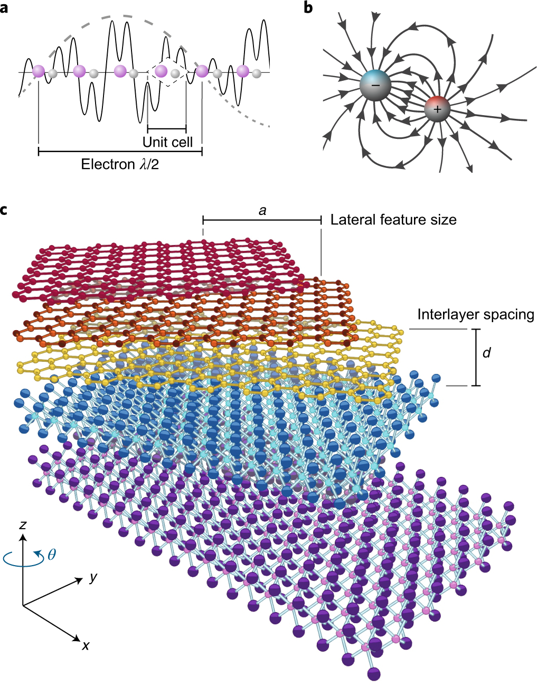 a
b
Unit cell
Electron λ/2
−
+
c
a
Lateral feature size
Interlayer spacing
d
z
θ
y
x